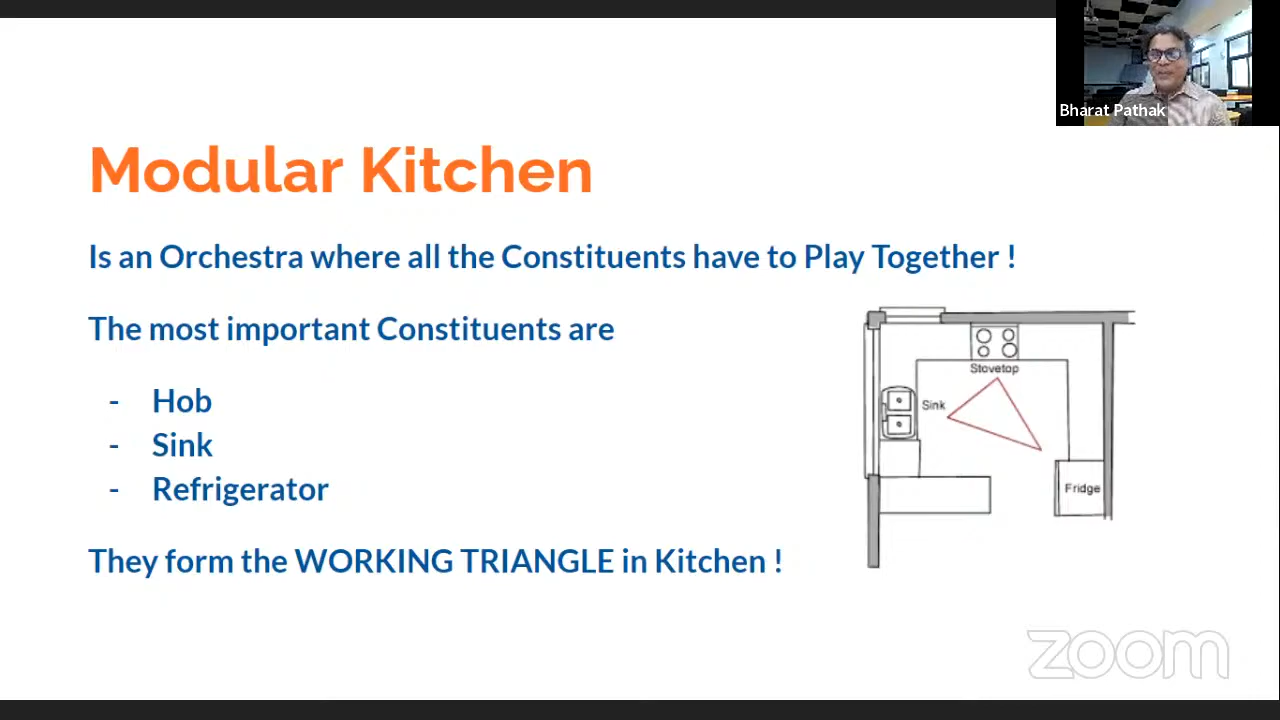 Bharat Pathak
Modular Kitchen
Is an Orchestra where all the Constituents have to Play Together !
The most important Constituents are
- Hob
- Sink
- Refrigerator
They form the WORKING TRIANGLE in Kitchen !
Stovetop
Sink
Fridge
zoom